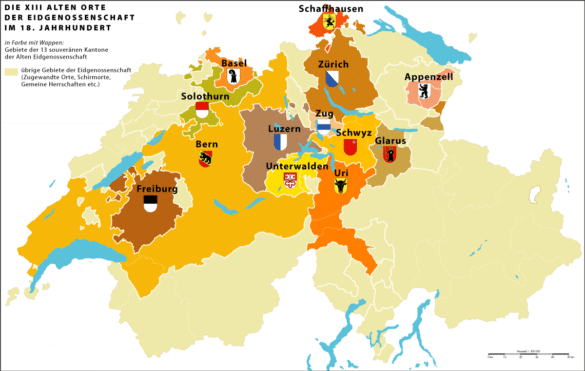 DIE XIII ALTEN ORTE
DER EIDGENOSSENSCHAFT
IM 18. JAHRHUNDERT
in Farbe mit Wappen:
Gebiete der 13 souveränen Kantone
der Alten Eidgenossenschaft
übrige Gebiete der Eidgenossenschaft
(Zugewandte Orte, Schirmorte,
Gemeine Herrschaften etc.)
Schaffhausen
Basel
Zürich
Appenzell
Solothurn
Zug
Luzern
Schwyz
Bern
Glarus
Unterwalden
Uri
Freiburg